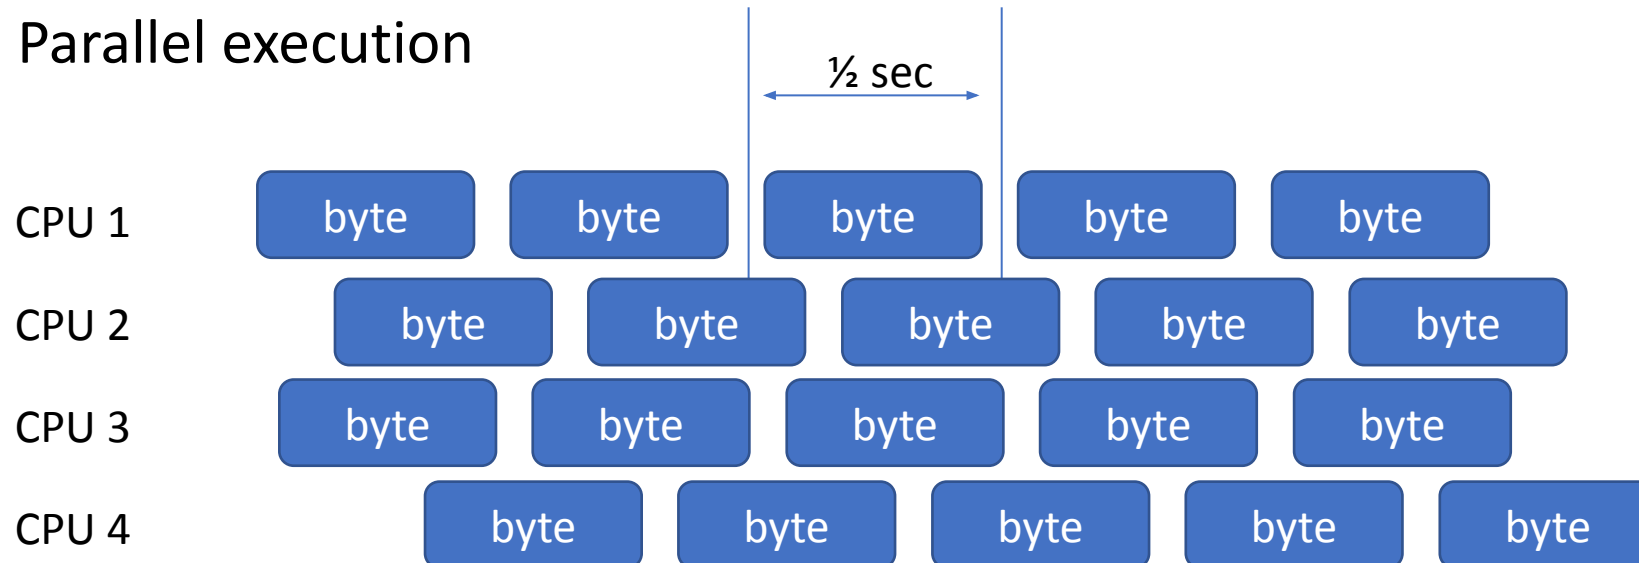 Parallel execution
½ sec
CPU 1 byte byte byte byte byte
CPU 2 byte byte byte byte byte
CPU 3 byte byte byte byte byte
CPU 4 byte byte byte byte byte